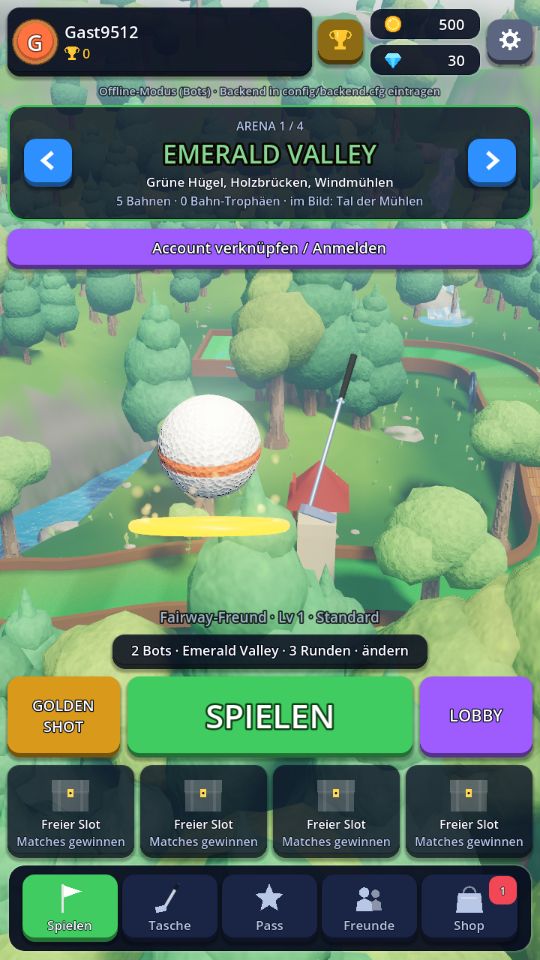 G
Gast9512
0
500
30
Offline-Modus (Bots) · Backend in config/backend.cfg eintragen
ARENA 1 / 4
EMERALD VALLEY
Grüne Hügel, Holzbrücken, Windmühlen
5 Bahnen · 0 Bahn-Trophäen · im Bild: Tal der Mühlen
Account verknüpfen / Anmelden
Fairway-Freund · Lv 1 · Standard
2 Bots · Emerald Valley · 3 Runden · ändern
GOLDEN
SHOT
SPIELEN
LOBBY
Freier Slot
Matches gewinnen
Freier Slot
Matches gewinnen
Freier Slot
Matches gewinnen
Freier Slot
Matches gewinnen
Spielen
Tasche
Pass
Freunde
1
Shop